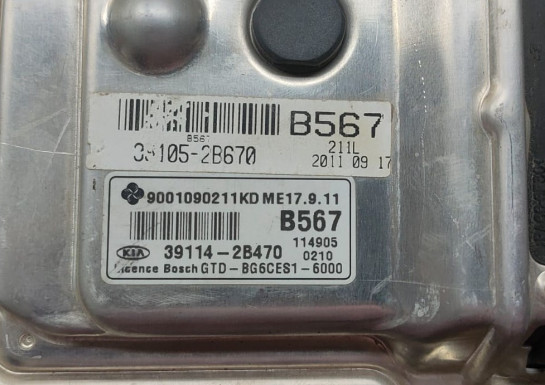 B567
B567
211L
39105-2B670
2011 09 17
9001090211KD ME17.9.11
B567
114905
KIA 39114-2B470
0210
Licence Bosch GTD-BG6CES1-6000